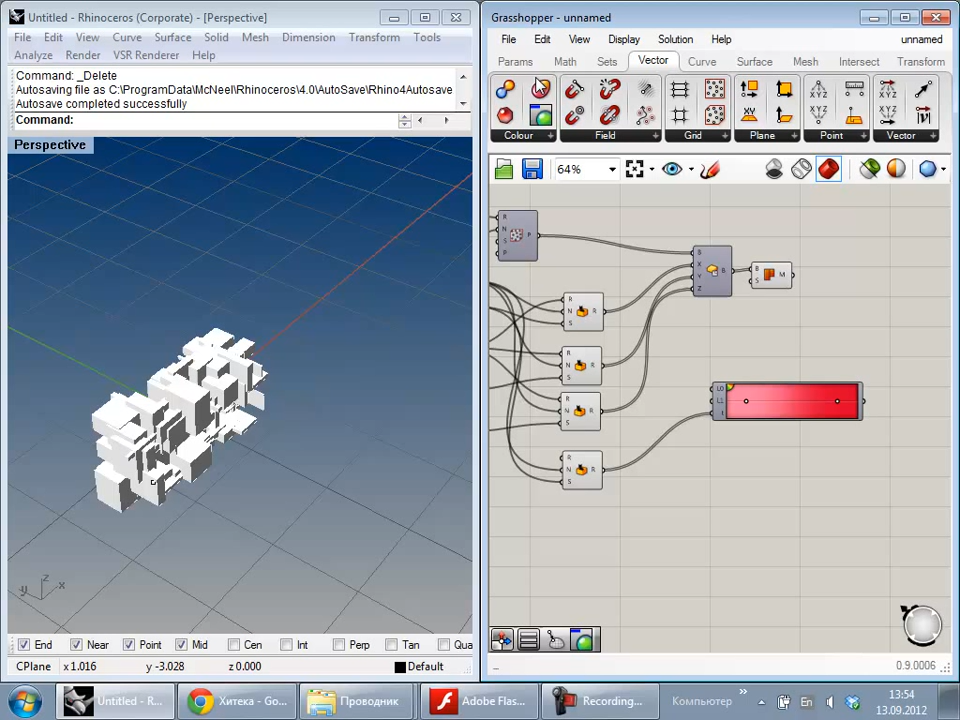 Untitled - Rhinoceros (Corporate) - [Perspective]
File Edit View Curve Surface Solid Mesh Dimension Transform Tools
Analyze Render VSR Renderer Help
Command: _Delete
Autosaving file as C:\ProgramData\McNeel\Rhinoceros\4.0\AutoSave\Rhino4Autosave
Autosave completed successfully
Command:
Perspective
z
y x
End Near Point Mid Cen Int Perp Tan Qua
CPlane x 1.016 y -3.028 z 0.000 Default
Grasshopper - unnamed
File Edit View Display Solution Help unnamed
Params Math Sets Vector Curve Surface Mesh Intersect Transform
Colour Field Grid Plane Point Vector
64%
R N S P P
B X Y Z B
B S M
R N S R
R N S R
R N S R
L0 L1
R N S R
0.9.0006
Untitled - R...
Хитека - Go...
Проводник
Adobe Flas...
Recording...
Компьютер
»
En
13:54
13.09.2012